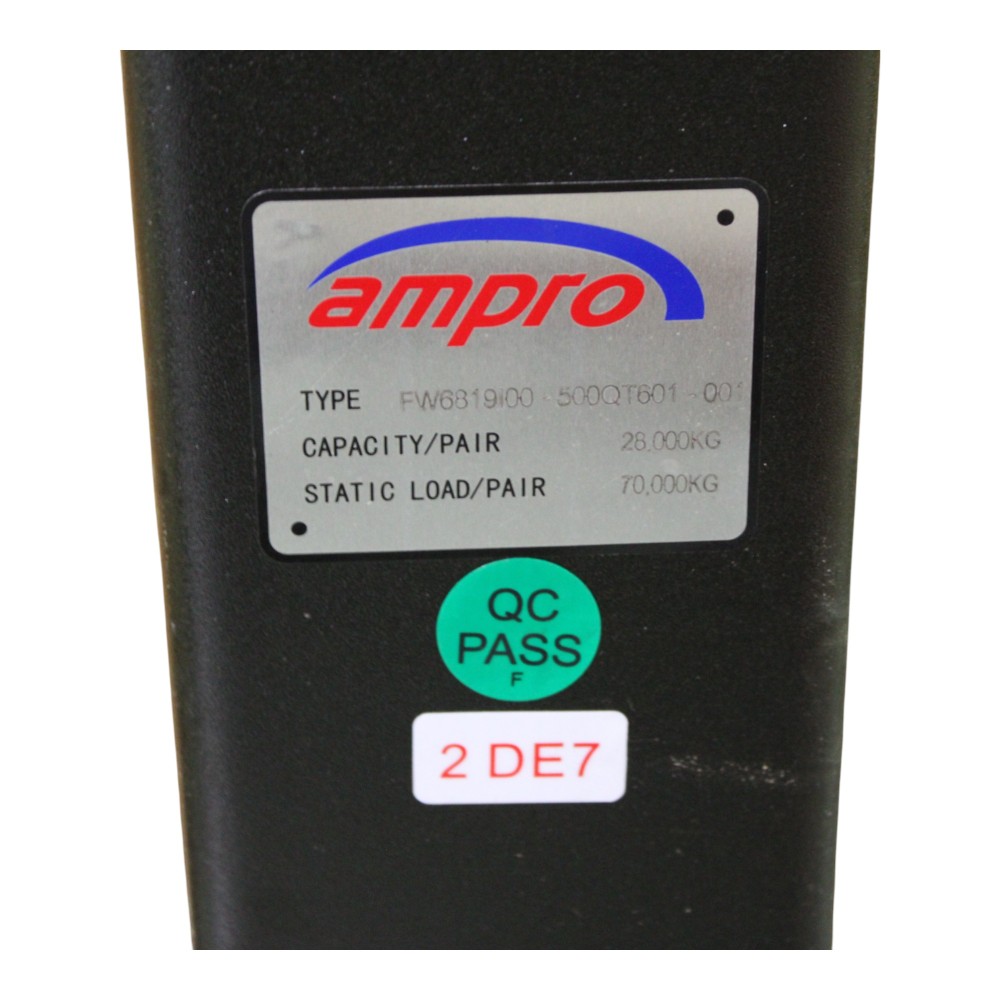 ampro
TYPE FW6819I00-500QT601-001
CAPACITY/PAIR 28,000KG
STATIC LOAD/PAIR 70,000KG
QC
PASS
F
2 DE7